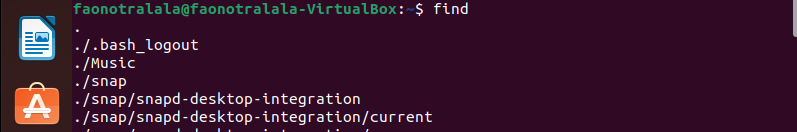 faonotralala@faonotralala-VirtualBox:~$ find
.
./.bash_logout
./Music
./snap
./snap/snapd-desktop-integration
./snap/snapd-desktop-integration/current